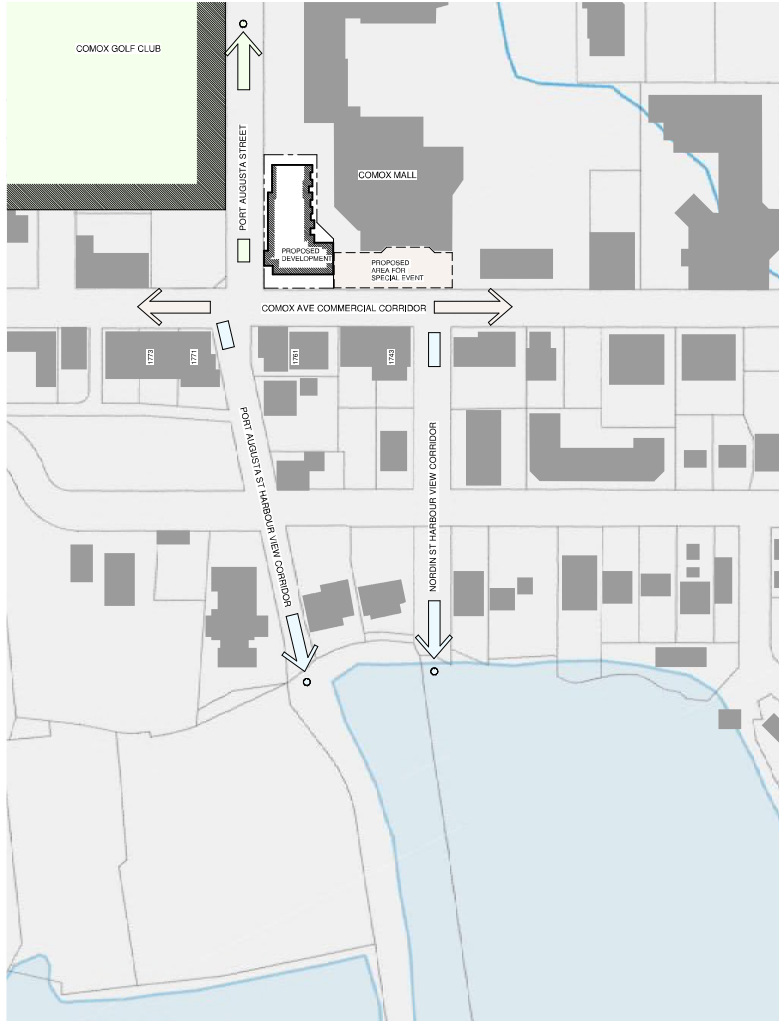 COMOX GOLF CLUB
PORT AUGUSTA STREET
COMOX MALL
PROPOSED
DEVELOPMENT
PROPOSED
AREA FOR
SPECIAL EVENT
COMOX AVE COMMERCIAL CORRIDOR
1773
1771
1761
1743
PORT AUGUSTA ST HARBOUR VIEW CORRIDOR
NORDIN ST HARBOUR VIEW CORRIDOR